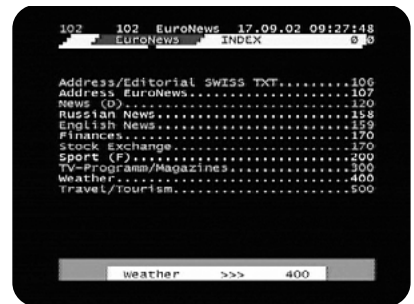 102 102 EuroNews 17.09.02 09:27:48
EuroNews INDEX
Address/Editorial SWISS TXT.........106
Address EuroNews....................107
News (D)............................120
Russian News........................158
English News........................159
Finances............................170
Stock Exchange......................170
Sport (F)...........................200
TV-Programm/Magazines...............300
Weather.............................400
Travel/Tourism......................500
Weather >>> 400